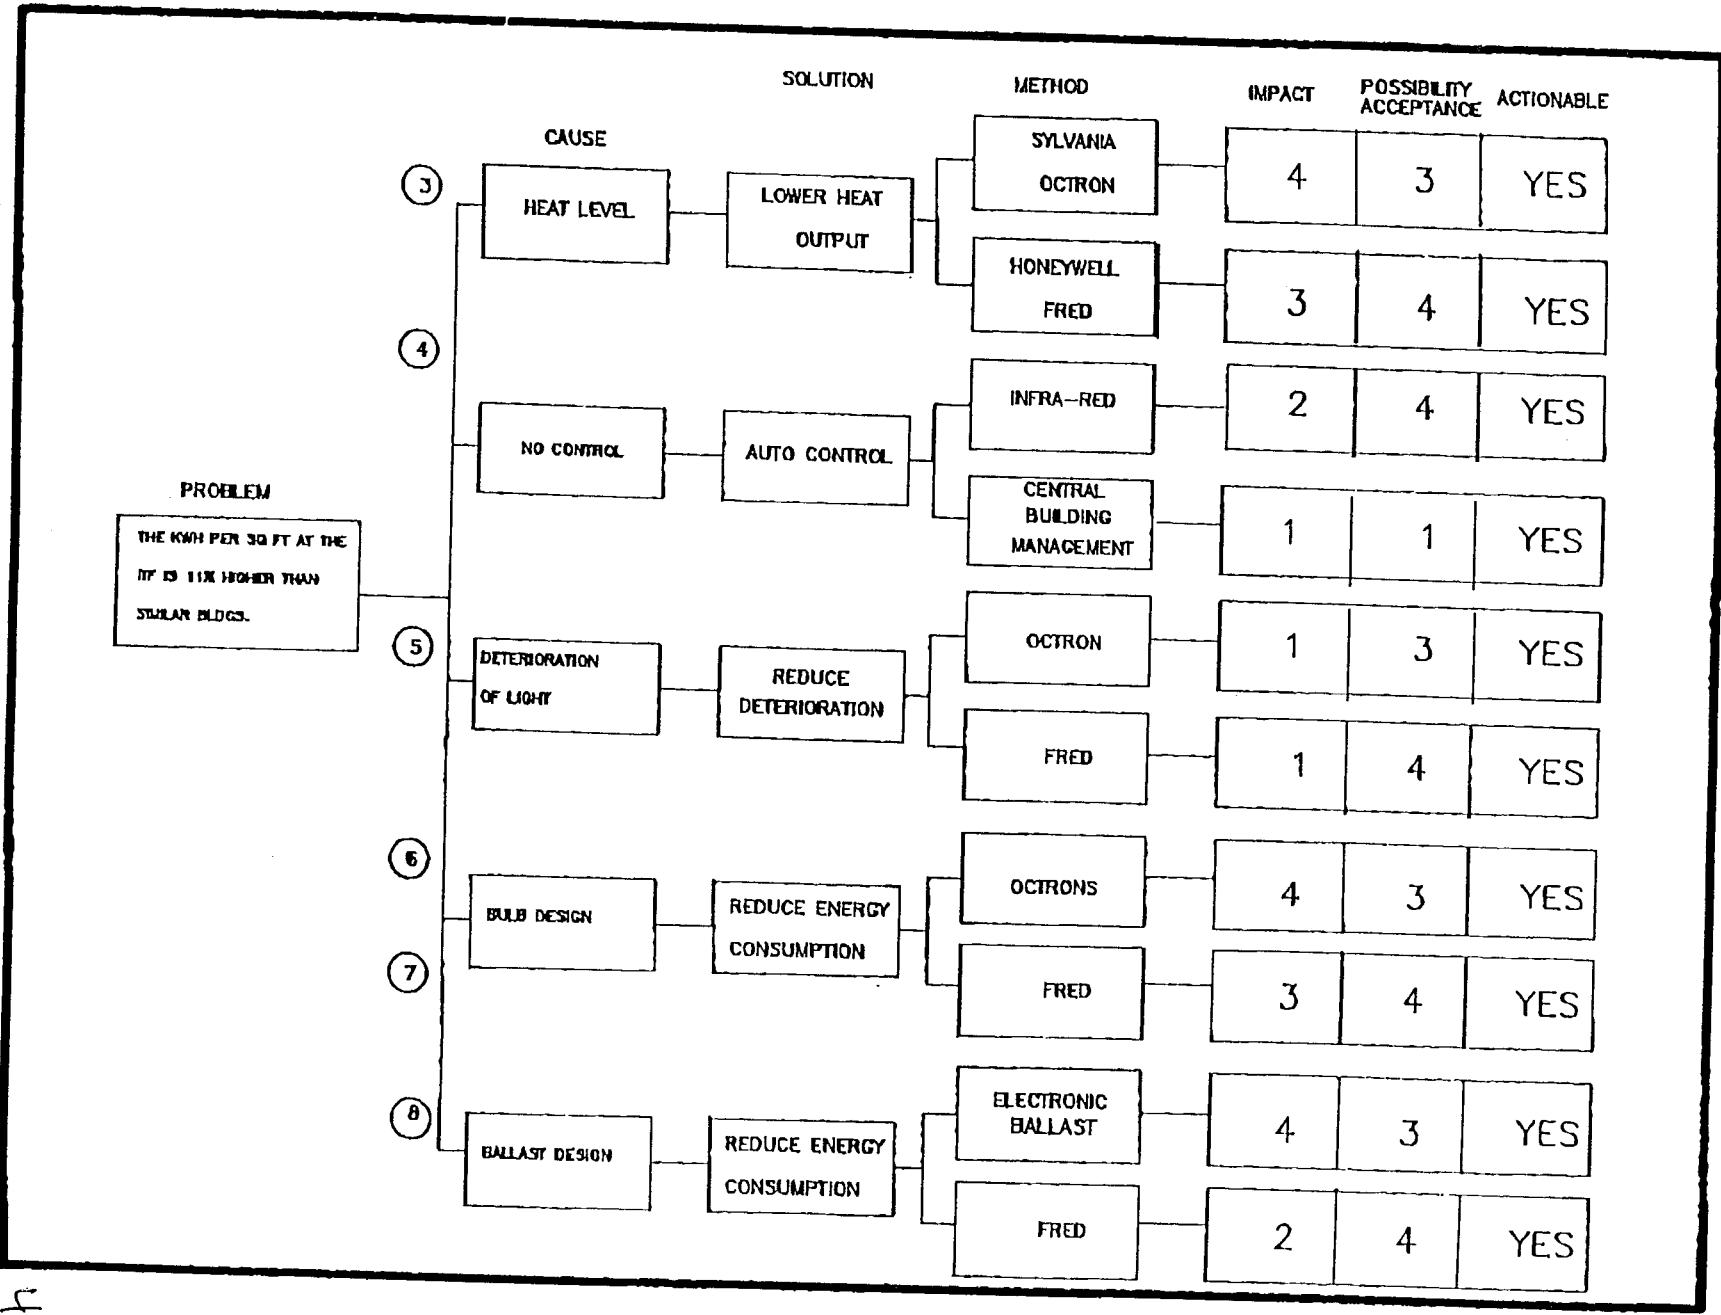 SOLUTION
METHOD
IMPACT
POSSIBILITY
ACCEPTANCE
ACTIONABLE
CAUSE
3
HEAT LEVEL
LOWER HEAT
OUTPUT
SYLVANIA
OCTRON
4 3 YES
HONEYWELL
FRED
3 4 YES
4
NO CONTROL
AUTO CONTROL
INFRA-RED
2 4 YES
CENTRAL
BUILDING
MANAGEMENT
1 1 YES
PROBLEM
THE KWH PER SQ FT AT THE
IS 11% HIGHER THAN
SIMILAR BLDGS.
5
DETERIORATION
OF LIGHT
REDUCE
DETERIORATION
OCTRON
1 3 YES
FRED
1 4 YES
6
BULB DESIGN
REDUCE ENERGY
CONSUMPTION
OCTRONS
4 3 YES
7
FRED
3 4 YES
8
BALLAST DESIGN
REDUCE ENERGY
CONSUMPTION
ELECTRONIC
BALLAST
4 3 YES
FRED
2 4 YES